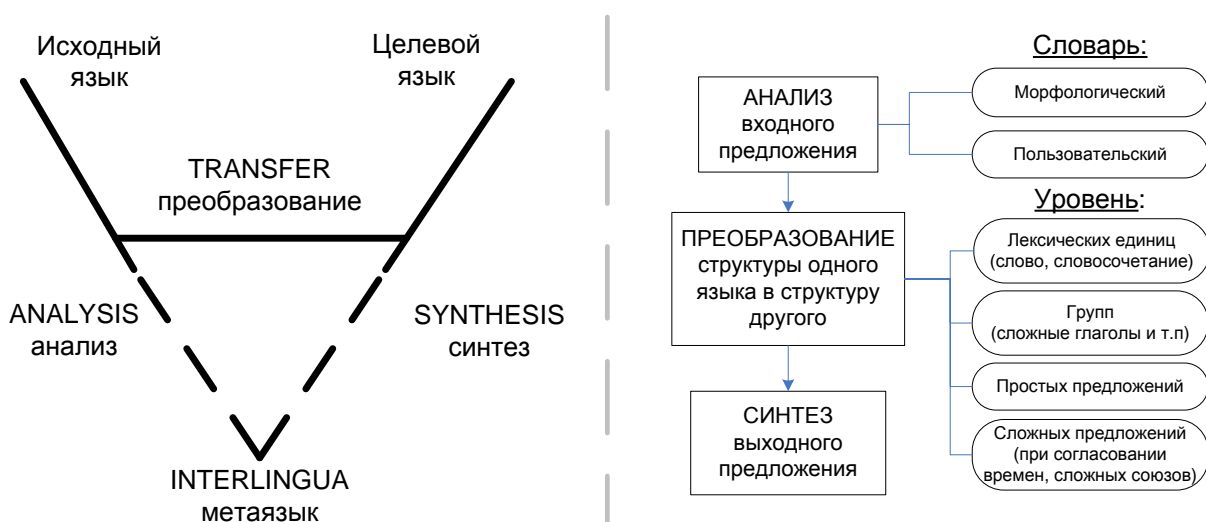 Исходный
язык
Целевой
язык
TRANSFER
преобразование
ANALYSIS
анализ
SYNTHESIS
синтез
INTERLINGUA
метаязык
АНАЛИЗ
входного
предложения
ПРЕОБРАЗОВАНИЕ
структуры одного
языка в структуру
другого
СИНТЕЗ
выходного
предложения
Словарь:
Морфологический
Пользовательский
Уровень:
Лексических единиц
(слово, словосочетание)
Групп
(сложные глаголы и т.п)
Простых предложений
Сложных предложений
(при согласовании
времен, сложных союзов)